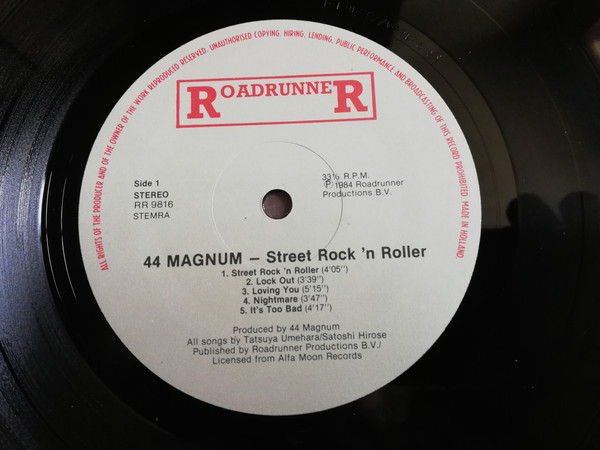 ALL RIGHTS OF THE PRODUCER AND OF THE OWNER OF THE WORK REPRODUCED RESERVED. UNAUTHORISED COPYING, HIRING, LENDING, PUBLIC PERFORMANCE AND BROADCASTING OF THIS RECORD PROHIBITED. MADE IN HOLLAND.
ROADRUNNER
Side 1
STEREO
RR 9816
STEMRA
33⅓ R.P.M.
℗ 1984 Roadrunner
Productions B.V.
44 MAGNUM – Street Rock 'n Roller
1. Street Rock 'n Roller (4'05")
2. Lock Out (3'39")
3. Loving You (5'15")
4. Nightmare (3'47")
5. It's Too Bad (4'17")
Produced by 44 Magnum
All songs by Tatsuya Umehara/Satoshi Hirose
Published by Roadrunner Productions B.V./
Licensed from Alfa Moon Records